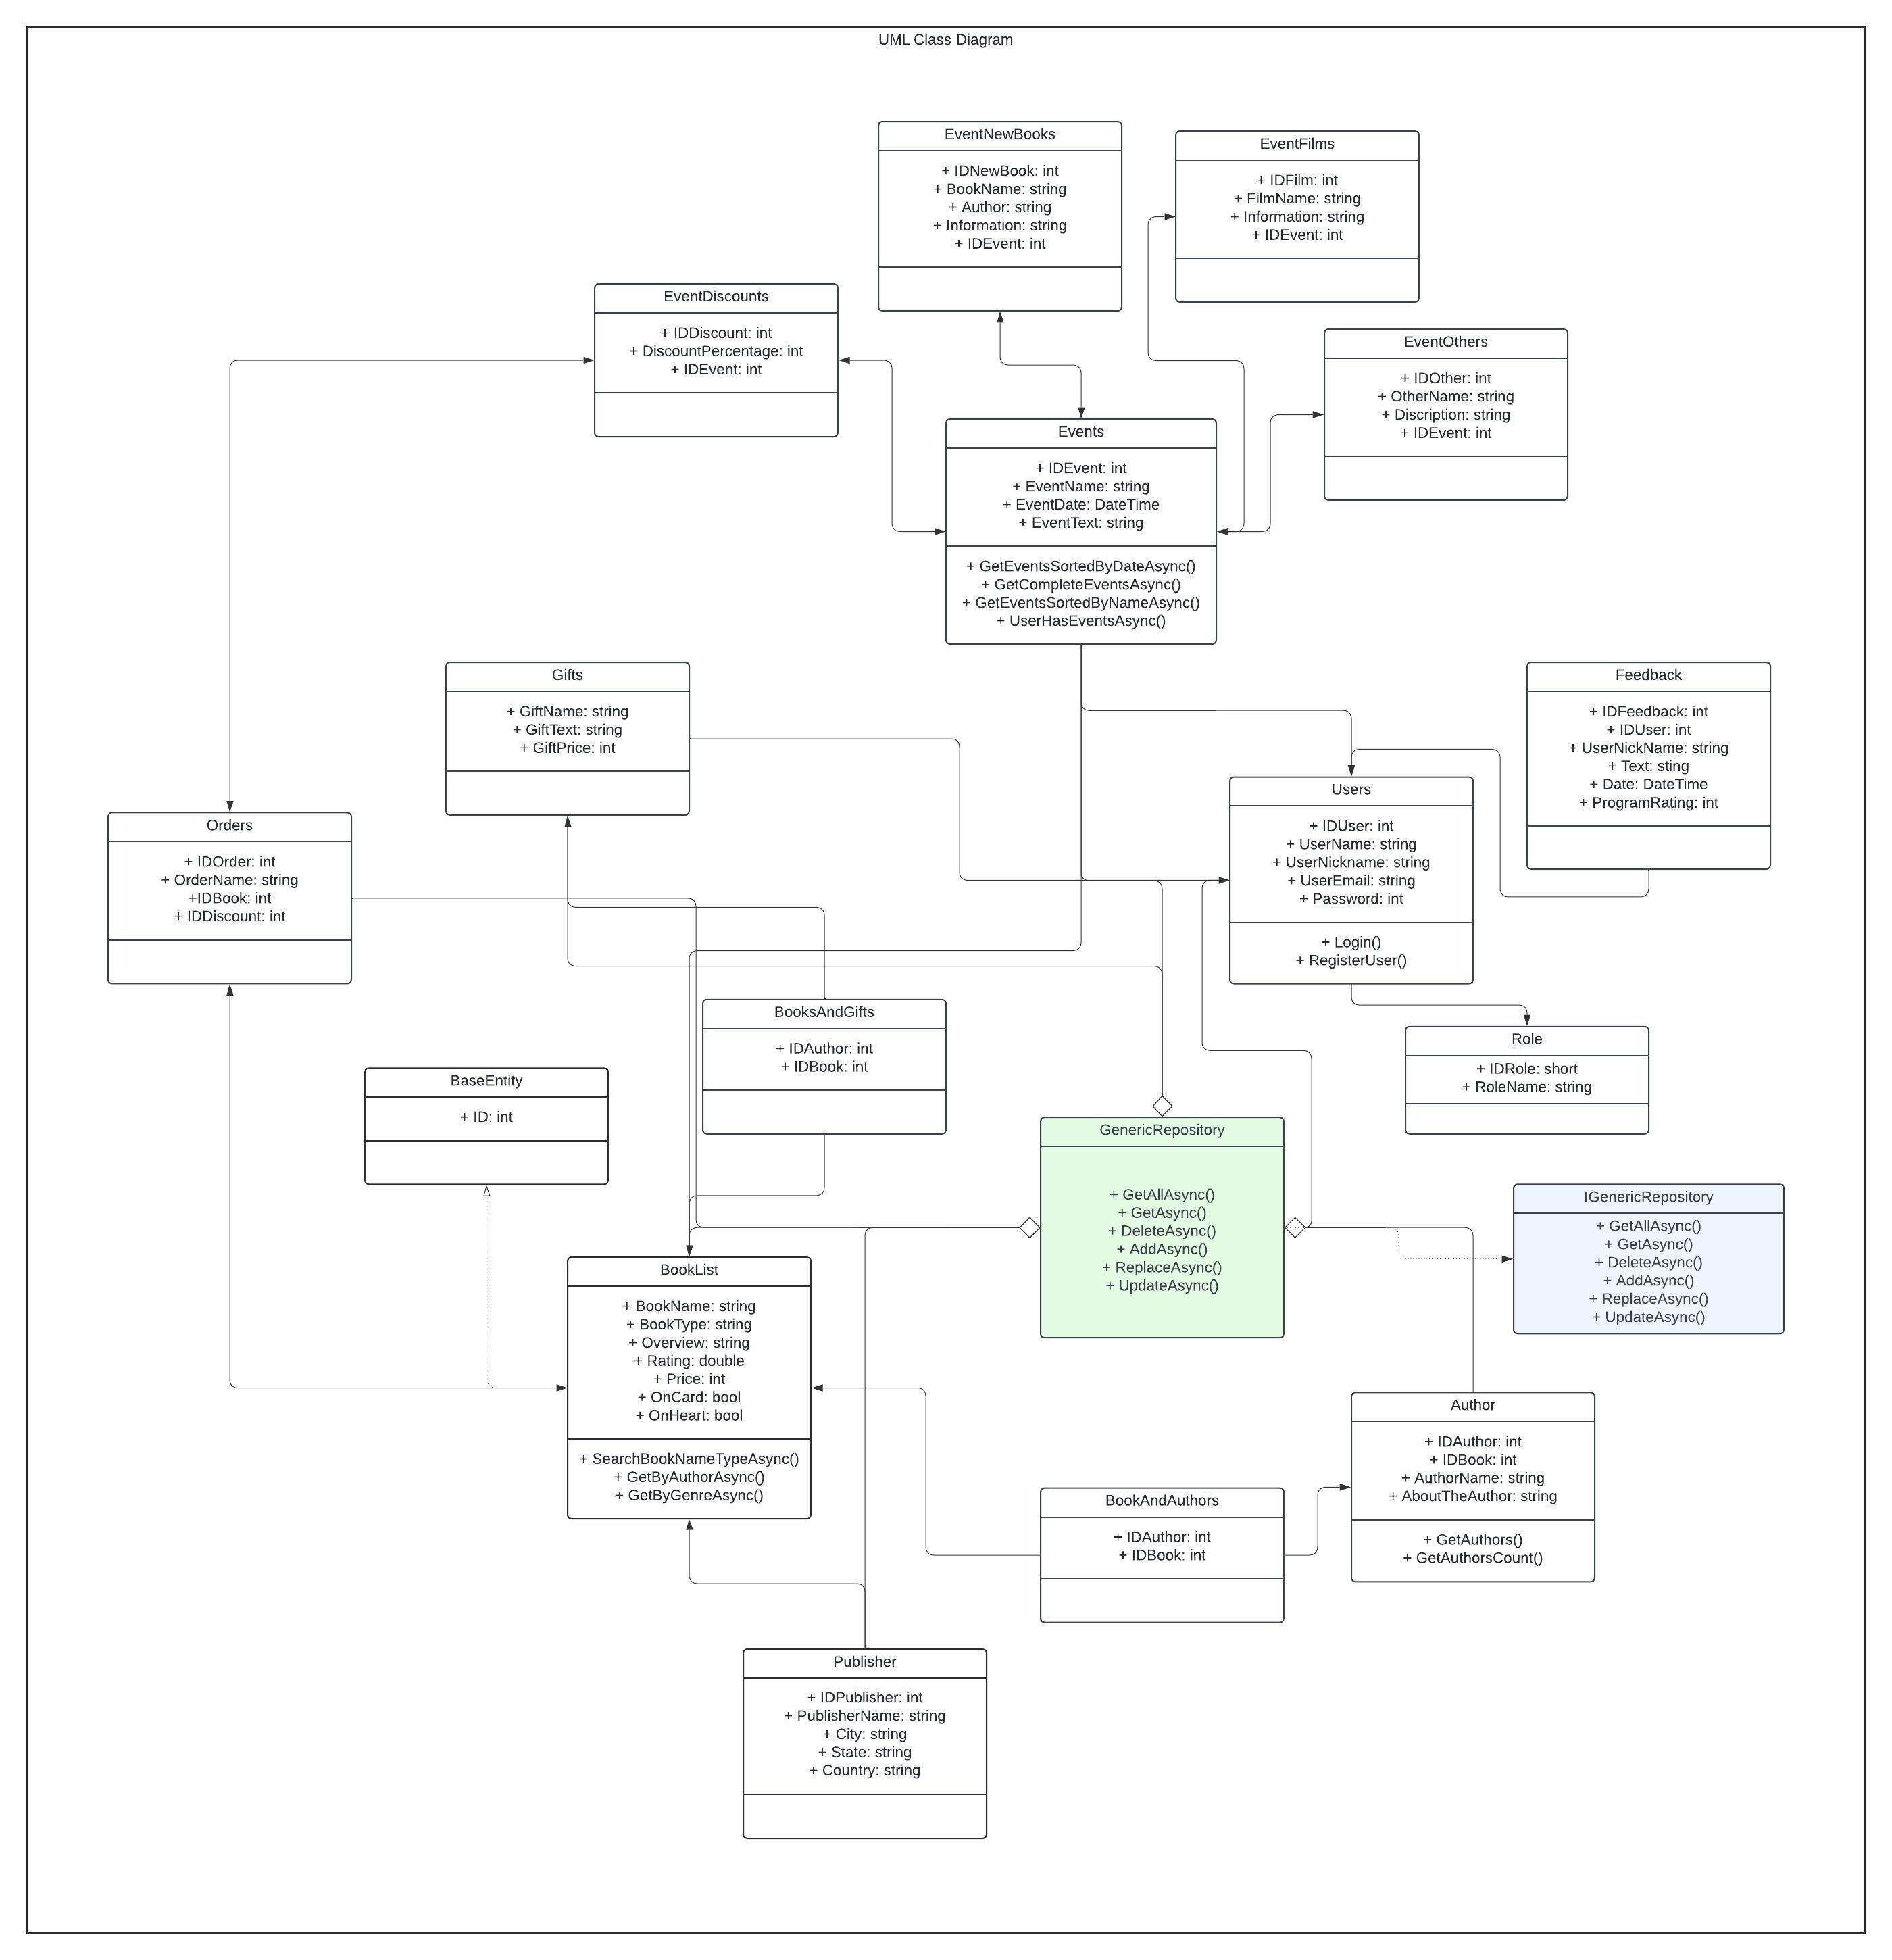 UML Class Diagram
EventNewBooks
+ IDNewBook: int
+ BookName: string
+ Author: string
+ Information: string
+ IDEvent: int
EventFilms
+ IDFilm: int
+ FilmName: string
+ Information: string
+ IDEvent: int
EventDiscounts
+ IDDiscount: int
+ DiscountPercentage: int
+ IDEvent: int
EventOthers
+ IDOther: int
+ OtherName: string
+ Discription: string
+ IDEvent: int
Events
+ IDEvent: int
+ EventName: string
+ EventDate: DateTime
+ EventText: string
+ GetEventsSortedByDateAsync()
+ GetCompleteEventsAsync()
+ GetEventsSortedByNameAsync()
+ UserHasEventsAsync()
Gifts
+ GiftName: string
+ GiftText: string
+ GiftPrice: int
Feedback
+ IDFeedback: int
+ IDUser: int
+ UserNickName: string
+ Text: sting
+ Date: DateTime
+ ProgramRating: int
Users
+ IDUser: int
+ UserName: string
+ UserNickname: string
+ UserEmail: string
+ Password: int
+ Login()
+ RegisterUser()
Orders
+ IDOrder: int
+ OrderName: string
+IDBook: int
+ IDDiscount: int
BooksAndGifts
+ IDAuthor: int
+ IDBook: int
Role
+ IDRole: short
+ RoleName: string
BaseEntity
+ ID: int
GenericRepository
+ GetAllAsync()
+ GetAsync()
+ DeleteAsync()
+ AddAsync()
+ ReplaceAsync()
+ UpdateAsync()
IGenericRepository
+ GetAllAsync()
+ GetAsync()
+ DeleteAsync()
+ AddAsync()
+ ReplaceAsync()
+ UpdateAsync()
BookList
+ BookName: string
+ BookType: string
+ Overview: string
+ Rating: double
+ Price: int
+ OnCard: bool
+ OnHeart: bool
+ SearchBookNameTypeAsync()
+ GetByAuthorAsync()
+ GetByGenreAsync()
Author
+ IDAuthor: int
+ IDBook: int
+ AuthorName: string
+ AboutTheAuthor: string
+ GetAuthors()
+ GetAuthorsCount()
BookAndAuthors
+ IDAuthor: int
+ IDBook: int
Publisher
+ IDPublisher: int
+ PublisherName: string
+ City: string
+ State: string
+ Country: string